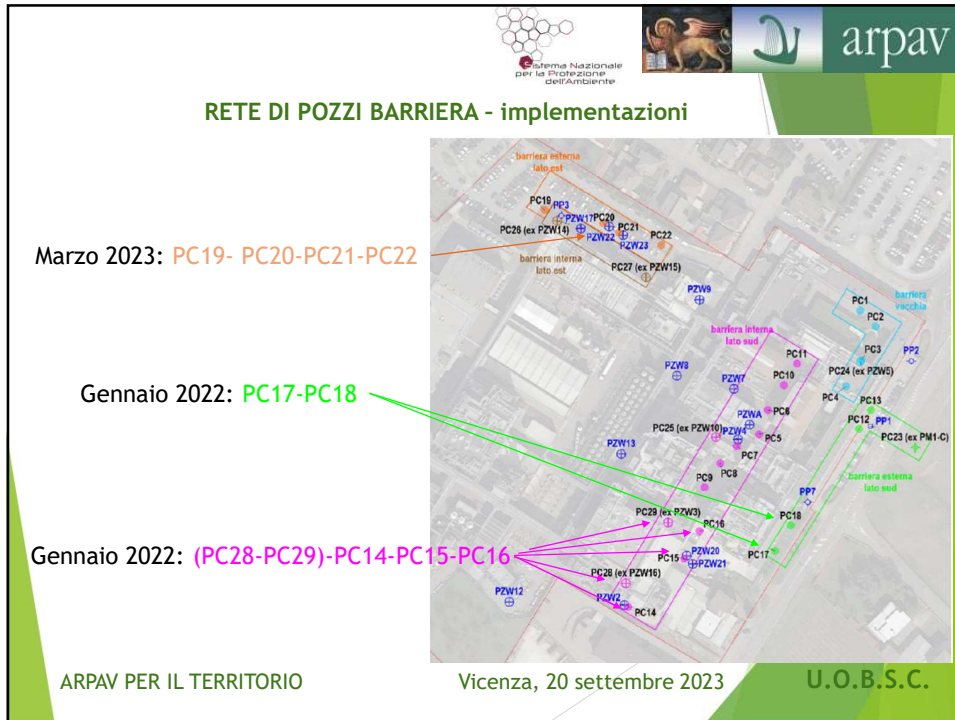 Sistema Nazionale
per la Protezione
dell'Ambiente
arpav
RETE DI POZZI BARRIERA - implementazioni
Marzo 2023: PC19- PC20-PC21-PC22
Gennaio 2022: PC17-PC18
Gennaio 2022: (PC28-PC29)-PC14-PC15-PC16
barriera esterna
lato est
PC19
PP3
PZW17
PC20
PC26 (ex PZW14)
PZW22
PC21
PZW23
PC22
barriera interna
lato est
PC27 (ex PZW15)
PZW9
barriera
vecchia
PC1
PC2
barriera interna
lato sud
PC11
PC3
PP2
PZW8
PZW7
PC10
PC24 (ex PZW5)
PC4
PC6
PC13
PZWA
PC12
PP1
PC25 (ex PZW10)
PZW4
PC5
PC23 (ex PM1-C)
PZW13
PC7
PC8
PC9
barriera esterna
lato sud
PP7
PC29 (ex PZW3)
PC16
PC18
PC15
PZW20
PZW21
PC17
PC28 (ex PZW16)
PZW12
PZW2
PC14
ARPAV PER IL TERRITORIO
Vicenza, 20 settembre 2023
U.O.B.S.C.